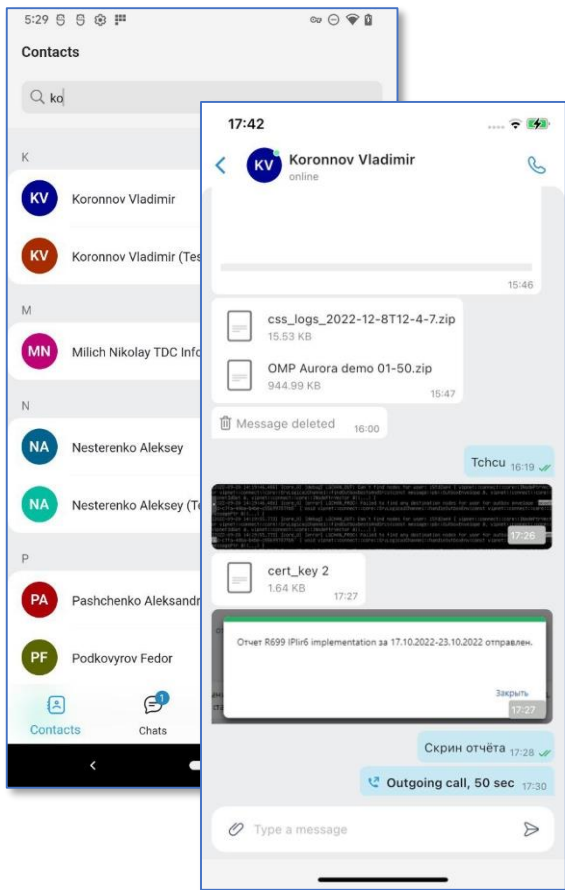 5:29
Contacts
ko
K
KV
Koronnov Vladimir
KV
Koronnov Vladimir (Tes
M
MN
Milich Nikolay TDC Info
N
NA
Nesterenko Aleksey
NA
Nesterenko Aleksey (Te
P
PA
Pashchenko Aleksandr
PF
Podkovyrov Fedor
1
Contacts
Chats
17:42
KV
Koronnov Vladimir
online
15:46
css_logs_2022-12-8T12-4-7.zip
15.53 KB
OMP Aurora demo 01-50.zip
944.99 KB
15:47
Message deleted 16:00
Tchcu 16:19
17:26
cert_key 2
1.64 KB
17:27
Отчет R699 IPlir6 implementation за 17.10.2022-23.10.2022 отправлен.
Закрыть
17:27
Скрин отчёта 17:28
Outgoing call, 50 sec 17:30
Type a message